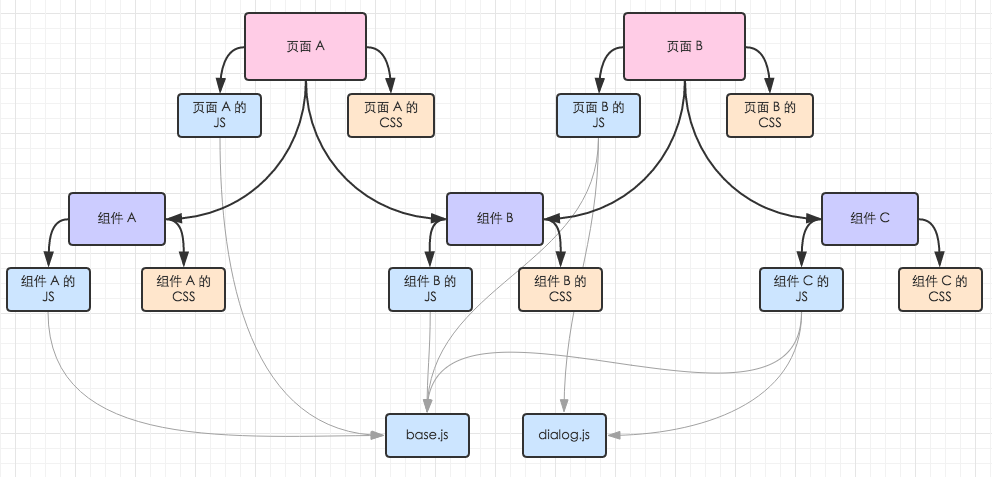 页面 A
页面 B
页面 A 的
JS
页面 A 的
CSS
页面 B 的
JS
页面 B 的
CSS
组件 A
组件 B
组件 C
组件 A 的
JS
组件 A 的
CSS
组件 B 的
JS
组件 B 的
CSS
组件 C 的
JS
组件 C 的
CSS
base.js
dialog.js